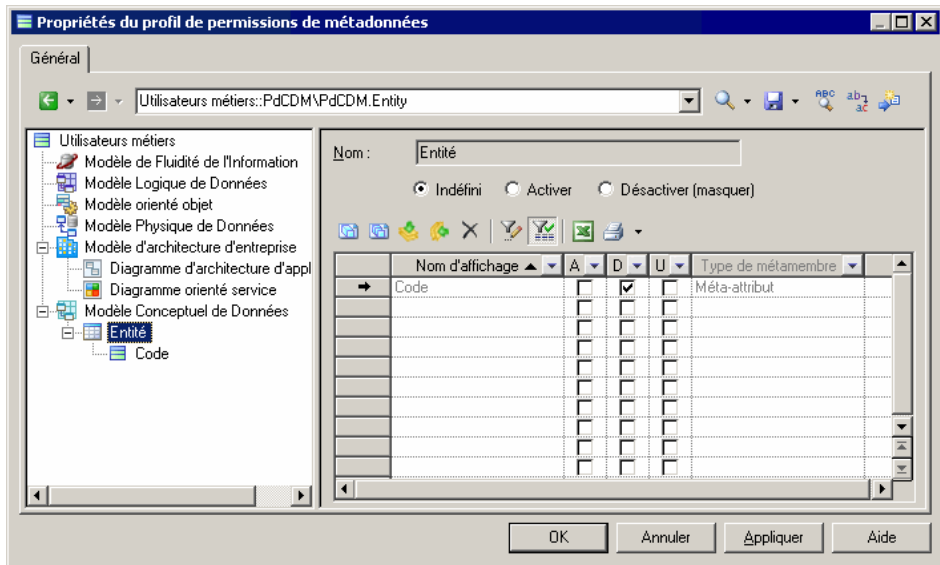 Propriétés du profil de permissions de métadonnées
Général
Utilisateurs métiers::PdCDM\PdCDM.Entity
Utilisateurs métiers
Modèle de Fluidité de l'Information
Modèle Logique de Données
Modèle orienté objet
Modèle Physique de Données
Modèle d'architecture d'entreprise
Diagramme d'architecture d'appl
Diagramme orienté service
Modèle Conceptuel de Données
Entité
Code
Nom :
Entité
Indéfini Activer Désactiver (masquer)
Nom d'affichage A D U Type de métamembre
Code Méta-attribut
OK Annuler Appliquer Aide